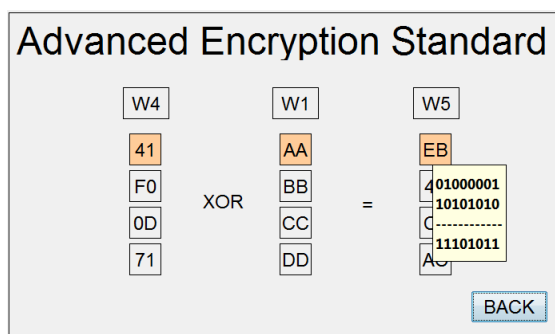 Advanced Encryption Standard
W4 W1 W5
41 AA EB
F0 BB
XOR =
0D CC
71 DD
01000001
10101010
------------
11101011
BACK